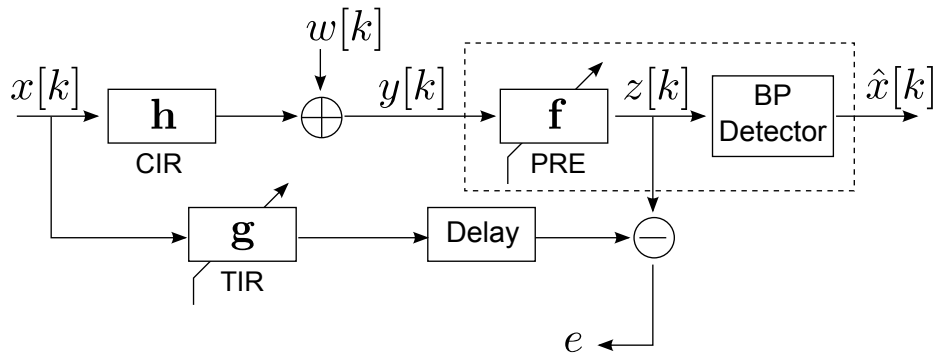 w[k]
x[k]
h
CIR
y[k]
f
PRE
z[k]
BP
Detector
x̂[k]
g
TIR
Delay
e